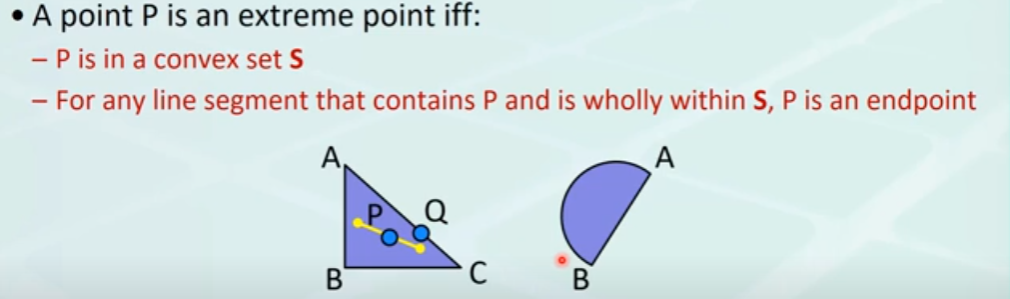 • A point P is an extreme point iff:
– P is in a convex set S
– For any line segment that contains P and is wholly within S, P is an endpoint
A
A
P
Q
B
C
B